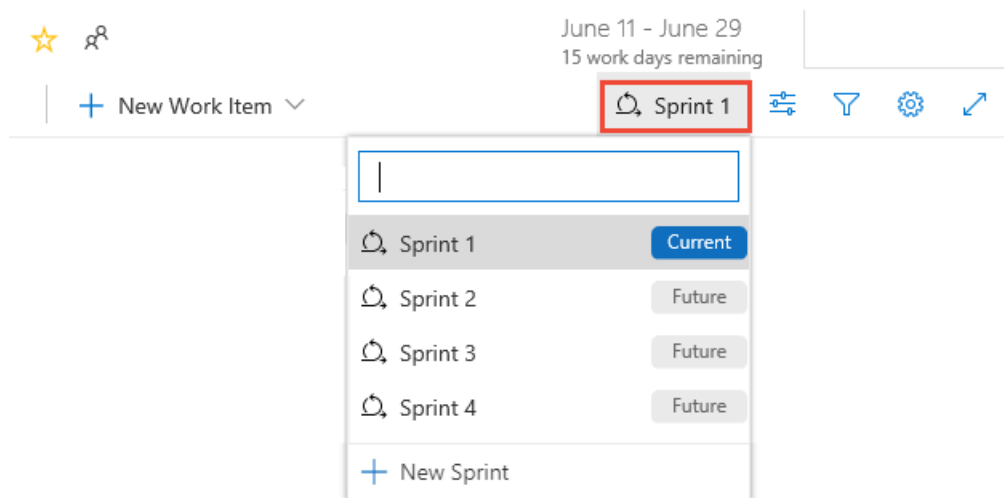 June 11 - June 29
15 work days remaining
New Work Item
Sprint 1
Sprint 1 Current
Sprint 2 Future
Sprint 3 Future
Sprint 4 Future
New Sprint